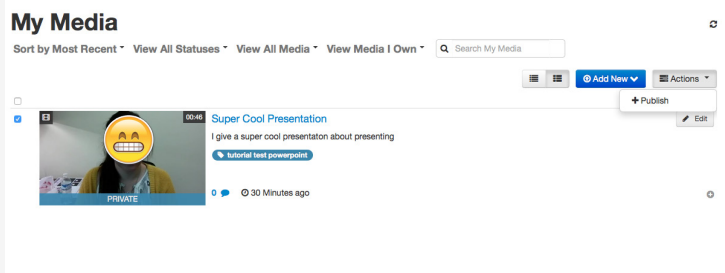 My Media
Sort by Most Recent View All Statuses View All Media View Media I Own Search My Media
Add New Actions
Publish
00:46 Super Cool Presentation Edit
I give a super cool presentaton about presenting
tutorial test powerpoint
0 30 Minutes ago
PRIVATE